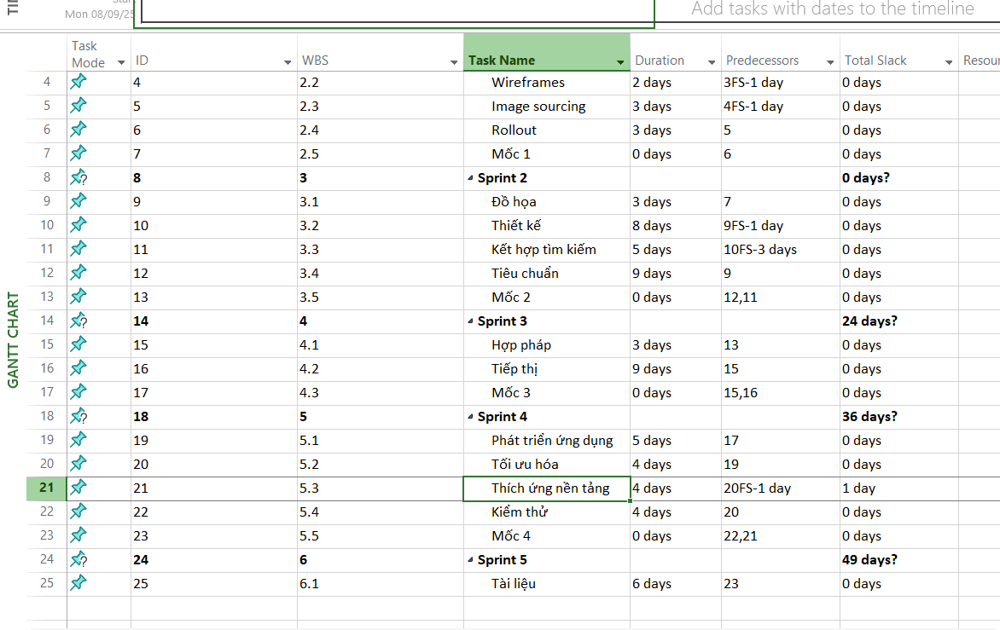 Mon 08/09/25
Add tasks with dates to the timeline
GANTT CHART
Task Mode ID WBS Task Name Duration Predecessors Total Slack Resour
4 4 2.2 Wireframes 2 days 3FS-1 day 0 days
5 5 2.3 Image sourcing 3 days 4FS-1 day 0 days
6 6 2.4 Rollout 3 days 5 0 days
7 7 2.5 Mốc 1 0 days 6 0 days
8 8 3 Sprint 2 0 days?
9 9 3.1 Đồ họa 3 days 7 0 days
10 10 3.2 Thiết kế 8 days 9FS-1 day 0 days
11 11 3.3 Kết hợp tìm kiếm 5 days 10FS-3 days 0 days
12 12 3.4 Tiêu chuẩn 9 days 9 0 days
13 13 3.5 Mốc 2 0 days 12,11 0 days
14 14 4 Sprint 3 24 days?
15 15 4.1 Hợp pháp 3 days 13 0 days
16 16 4.2 Tiếp thị 9 days 15 0 days
17 17 4.3 Mốc 3 0 days 15,16 0 days
18 18 5 Sprint 4 36 days?
19 19 5.1 Phát triển ứng dụng 5 days 17 0 days
20 20 5.2 Tối ưu hóa 4 days 19 0 days
21 21 5.3 Thích ứng nền tảng 4 days 20FS-1 day 1 day
22 22 5.4 Kiểm thử 4 days 20 0 days
23 23 5.5 Mốc 4 0 days 22,21 0 days
24 24 6 Sprint 5 49 days?
25 25 6.1 Tài liệu 6 days 23 0 days